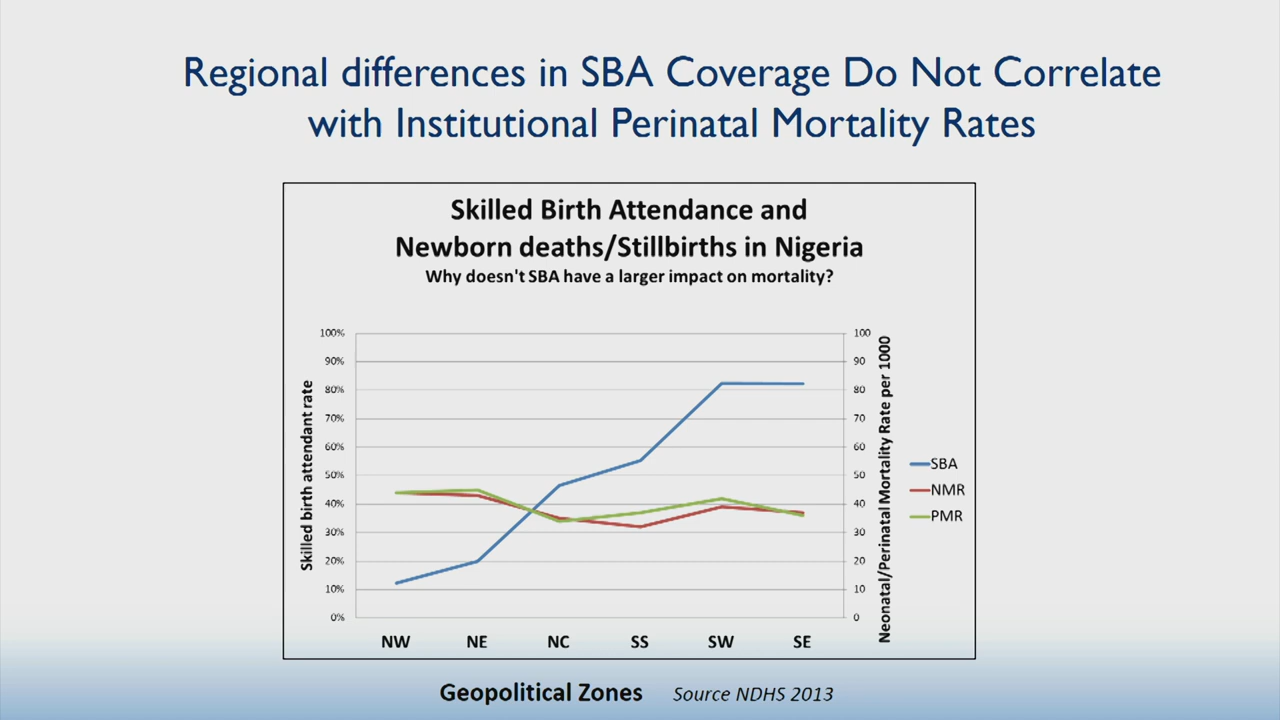 Regional differences in SBA Coverage Do Not Correlate
with Institutional Perinatal Mortality Rates
Skilled Birth Attendance and
Newborn deaths/Stillbirths in Nigeria
Why doesn't SBA have a larger impact on mortality?
Skilled birth attendant rate
100%
90%
80%
70%
60%
50%
40%
30%
20%
10%
0%
100
90
80
70
60
50
40
30
20
10
0
Neonatal/Perinatal Mortality Rate per 1000
SBA
NMR
PMR
NW NE NC SS SW SE
Geopolitical Zones Source NDHS 2013